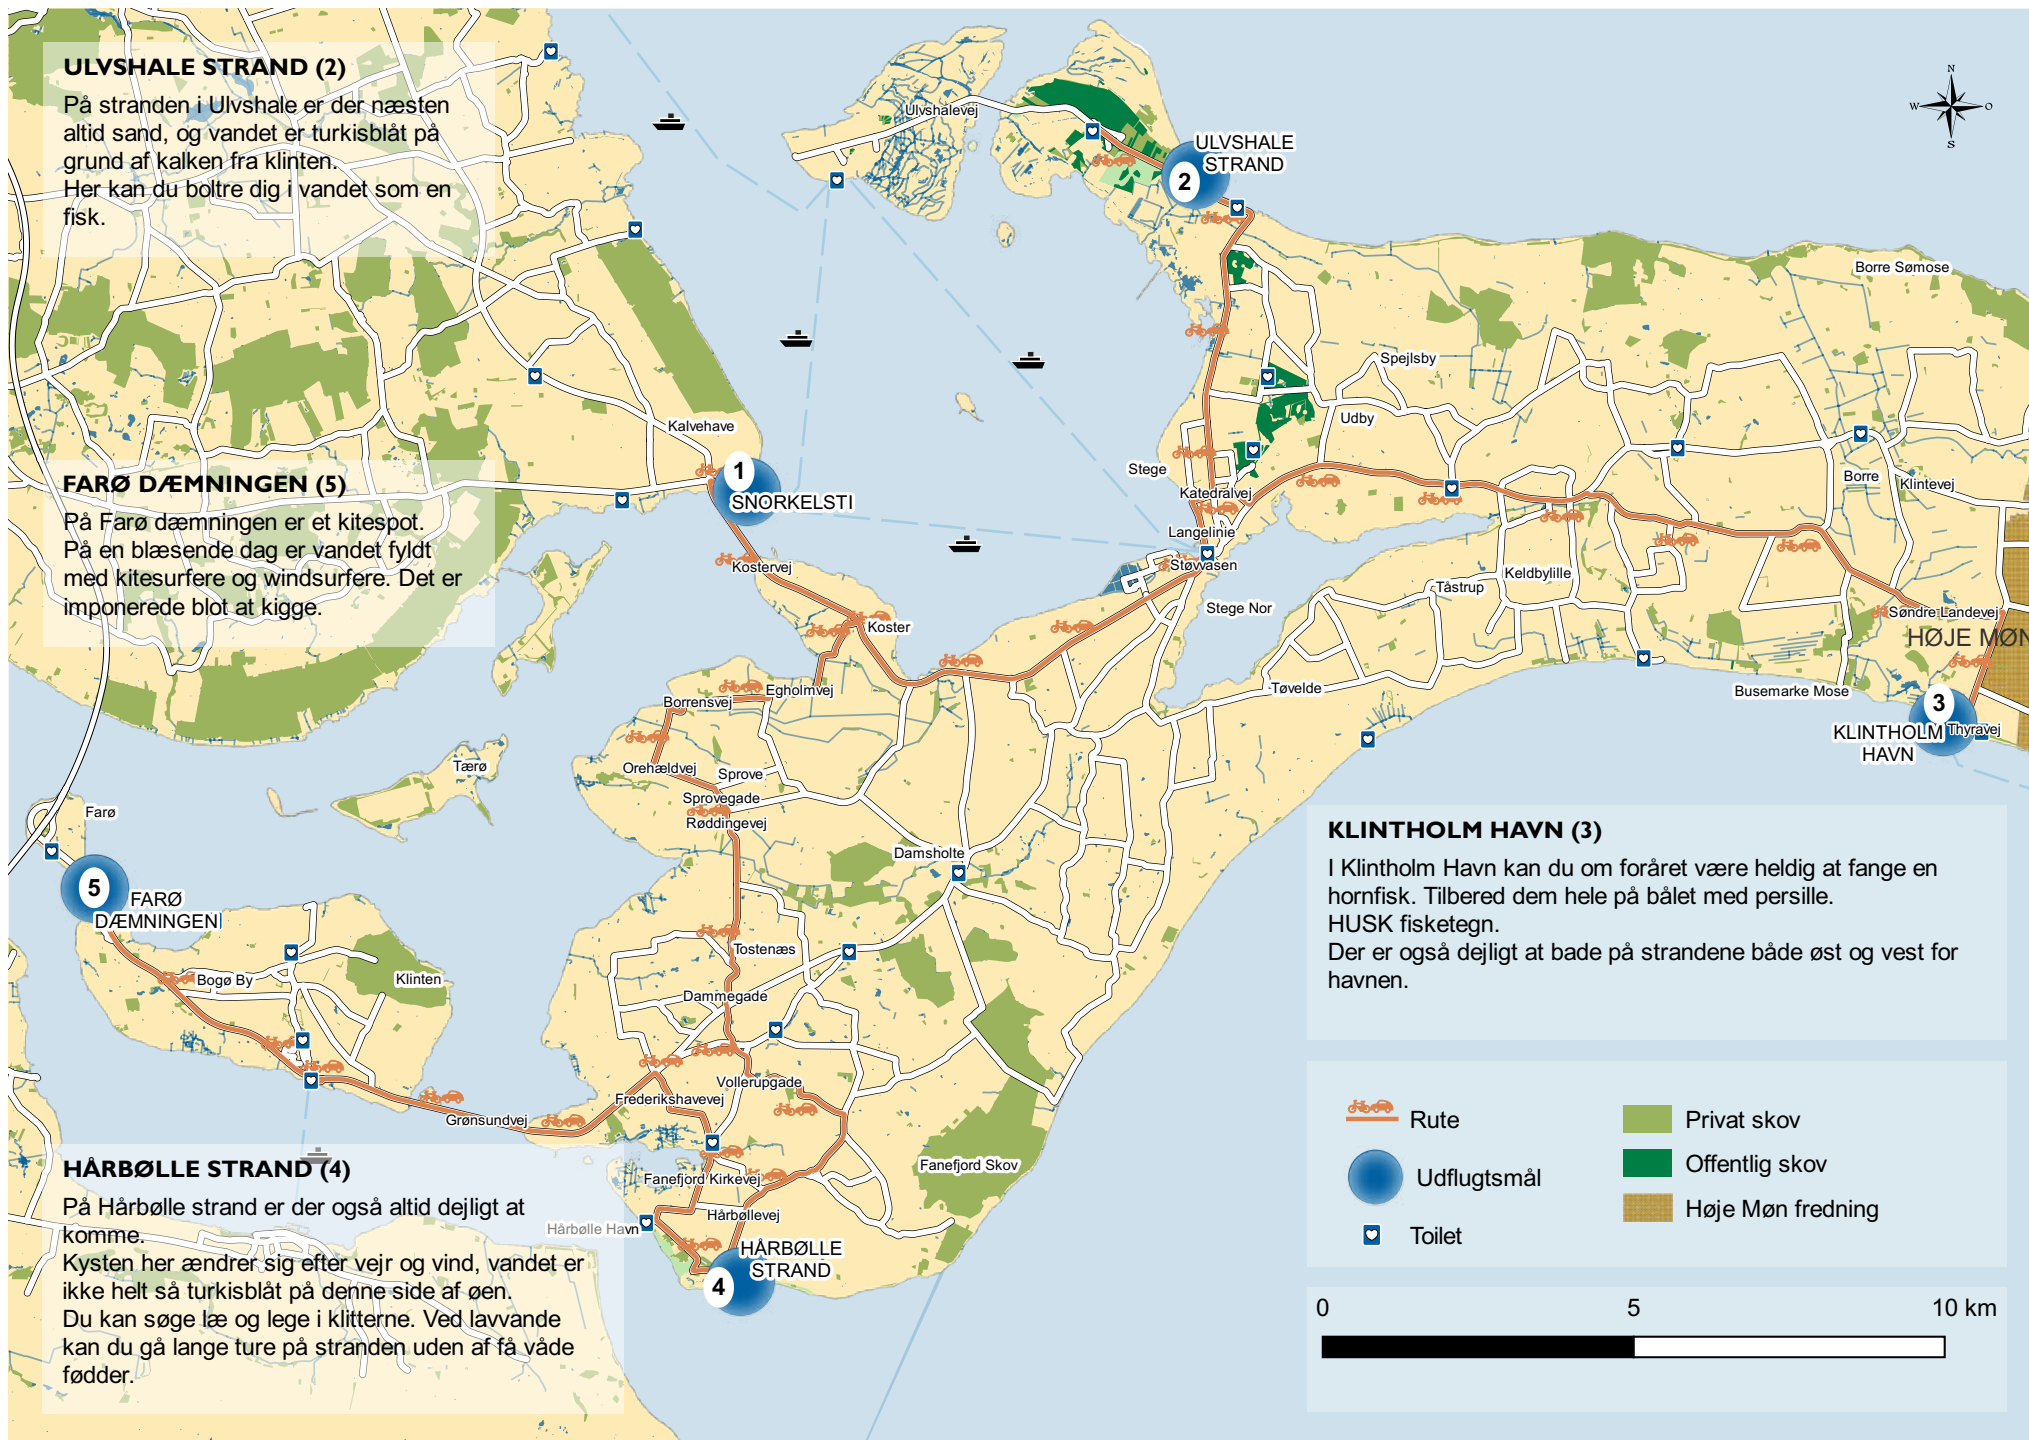 ULVSHALE STRAND (2)
På stranden i Ulvshale er der næsten
altid sand, og vandet er turkisblåt på
grund af kalken fra klinten.
Her kan du boltre dig i vandet som en
fisk.
Ulvshalevej
ULVSHALE
STRAND
2
N
W
O
S
Borre Sømose
Spejlsby
Udby
Kalvehave
1
SNORKELSTI
Stege
Katedralvej
Langelinie
Støvvasen
Stege Nor
Borre
Klintevej
FARØ DÆMNINGEN (5)
På Farø dæmningen er et kitespot.
På en blæsende dag er vandet fyldt
med kitesurfere og windsurfere. Det er
imponerede blot at kigge.
Kostervej
Koster
Keldbylille
Tåstrup
Søndre Landevej
HØJE MØN
Egholmvej
Borrensvej
Tøvelde
Busemarke Mose
3
KLINTHOLM
HAVN
Thyravej
Orehældvej
Sprove
Sprovegade
Røddingevej
Tærø
Farø
5
FARØ
DÆMNINGEN
Damsholte
Bogø By
Klinten
Tostenæs
Dammegade
Vollerupgade
Frederikshavevej
Grønsundvej
Fanefjord Skov
Fanefjord Kirkevej
Hårbøllevej
Hårbølle Havn
HÅRBØLLE
STRAND
4
KLINTHOLM HAVN (3)
I Klintholm Havn kan du om foråret være heldig at fange en
hornfisk. Tilbered dem hele på bålet med persille.
HUSK fisketegn.
Der er også dejligt at bade på strandene både øst og vest for
havnen.
HÅRBØLLE STRAND (4)
På Hårbølle strand er der også altid dejligt at
komme.
Kysten her ændrer sig efter vejr og vind, vandet er
ikke helt så turkisblåt på denne side af øen.
Du kan søge læ og lege i klitterne. Ved lavvande
kan du gå lange ture på stranden uden af få våde
fødder.
Rute
Udflugtsmål
Toilet
Privat skov
Offentlig skov
Høje Møn fredning
0 5 10 km